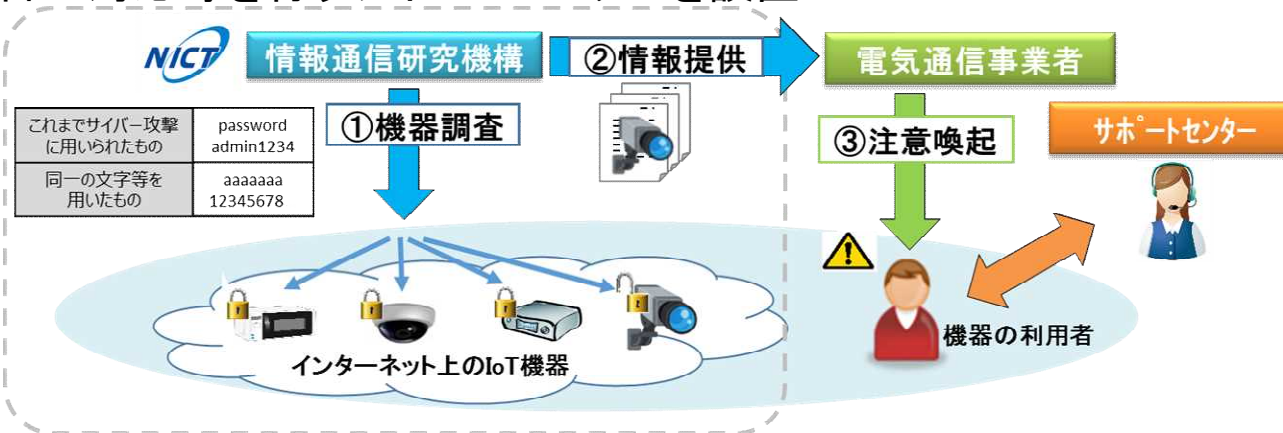 NICT
情報通信研究機構
②情報提供
電気通信事業者
これまでサイバー攻撃
に用いられたもの
password
admin1234
同一の文字等を
用いたもの
aaaaaaa
12345678
①機器調査
③注意喚起
サポートセンター
機器の利用者
インターネット上のIoT機器